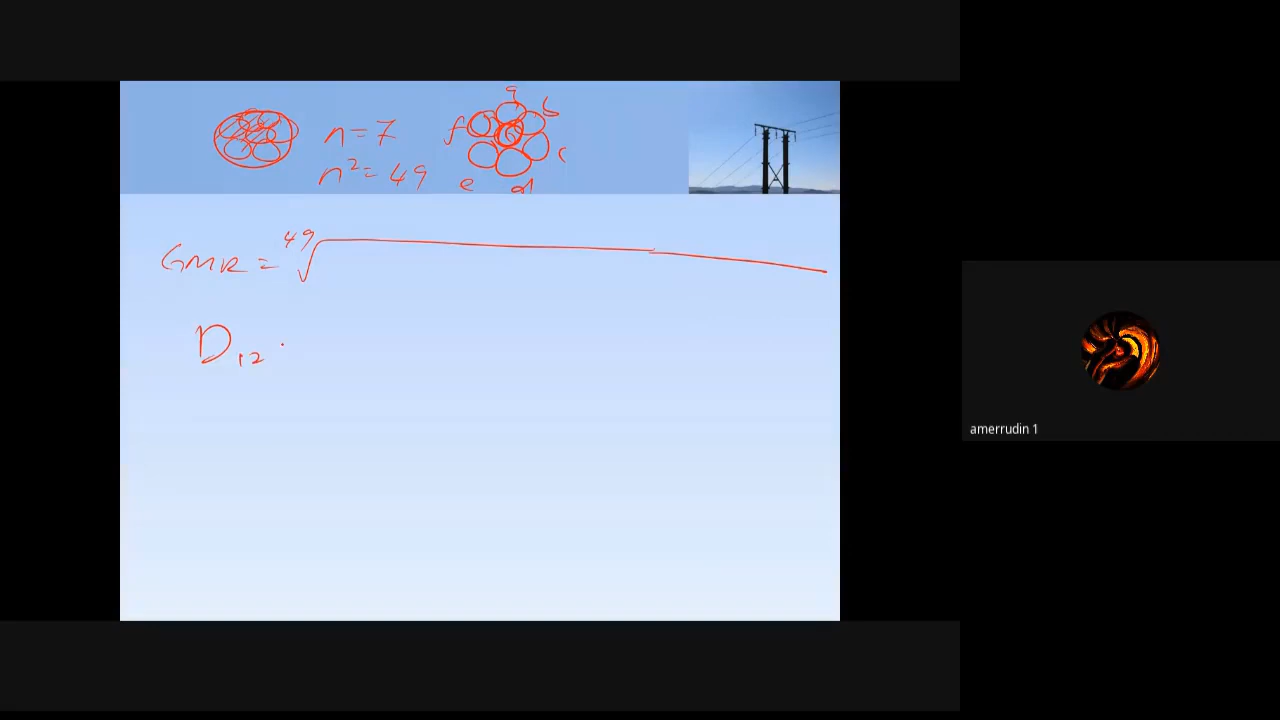 n=7
n²=49
a
b
c
d
e
f
G
GMR = ⁴⁹√
D₁₂
amerrudin 1